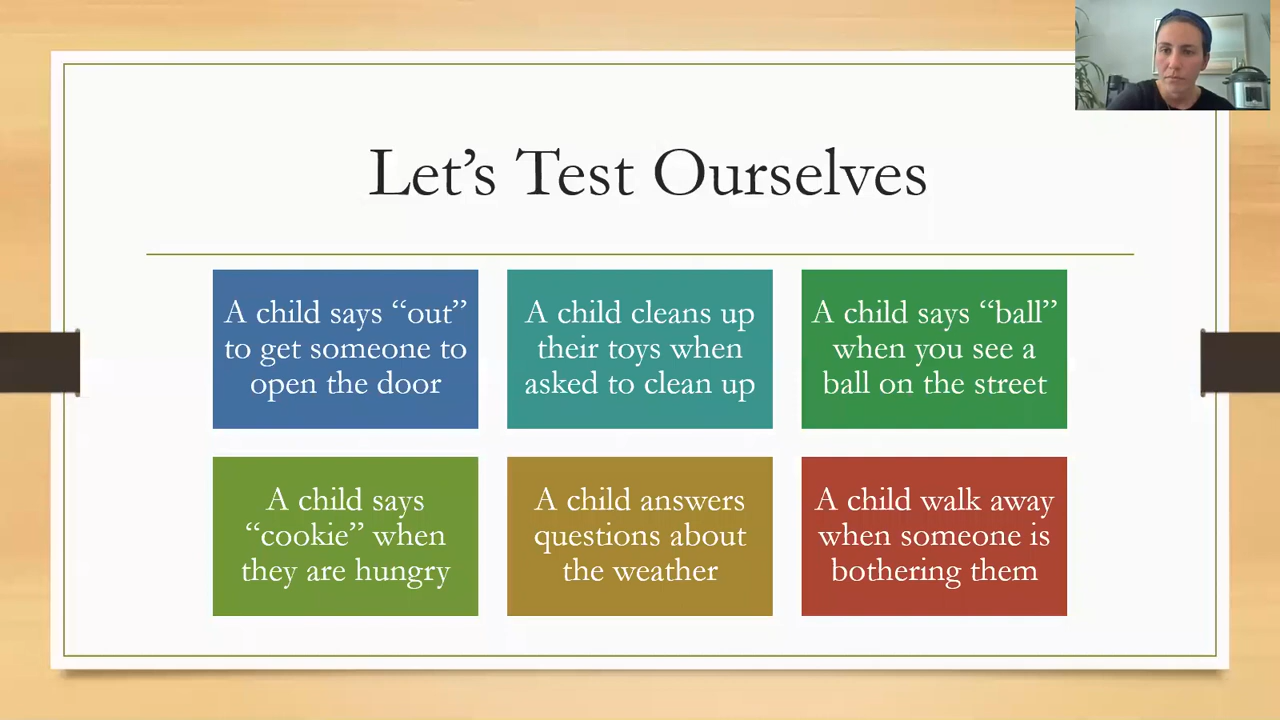 Let’s Test Ourselves
A child says “out”
to get someone to
open the door
A child cleans up
their toys when
asked to clean up
A child says “ball”
when you see a
ball on the street
A child says
“cookie” when
they are hungry
A child answers
questions about
the weather
A child walk away
when someone is
bothering them